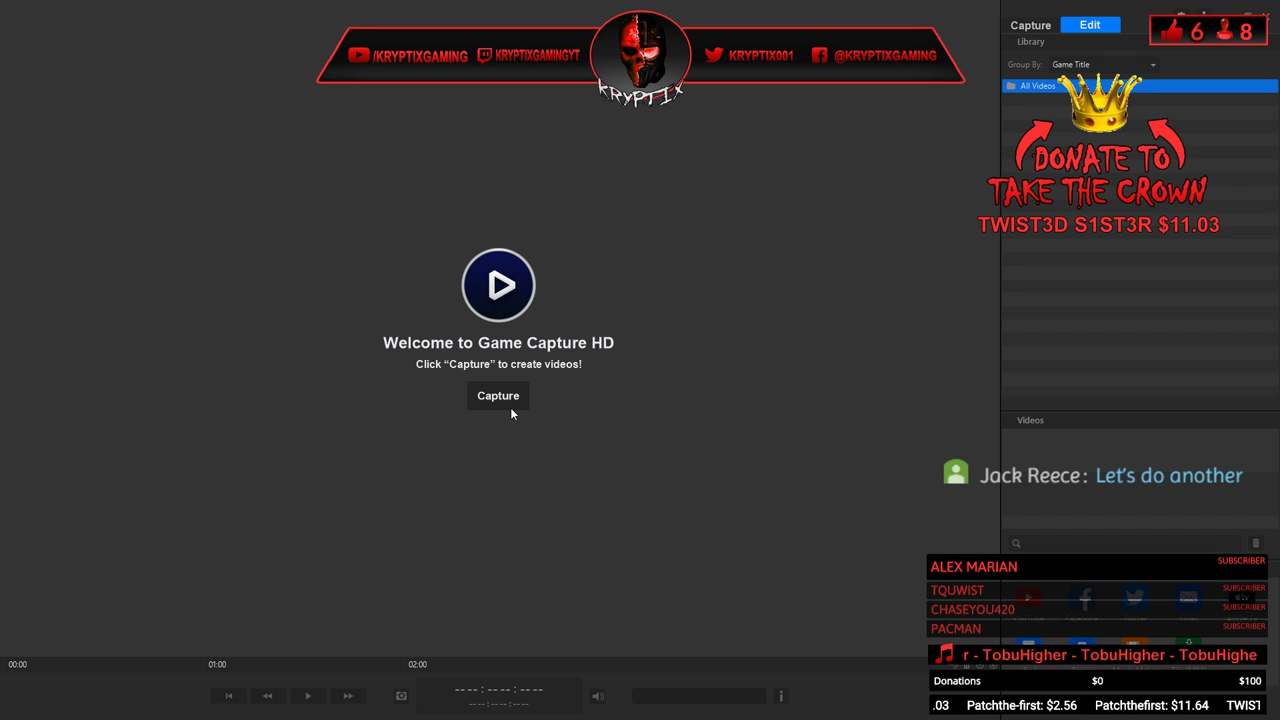 /KRYPTIXGAMING
KRYPTIXGAMINGYT
KRYPTIX
KRYPTIX001
@KRYPTIXGAMING
Capture
Edit
6
8
Library
Group By:
Game Title
All Videos
DONATE TO
TAKE THE CROWN
TWIST3D S1ST3R $11.03
Welcome to Game Capture HD
Click “Capture” to create videos!
Capture
Videos
Jack Reece: Let's do another
ALEX MARIAN
SUBSCRIBER
TQUWIST
SUBSCRIBER
CHASEYOU420
SUBSCRIBER
PACMAN
SUBSCRIBER
r - TobuHigher - TobuHigher - TobuHighe
Donations
$0
$100
.03
Patchthe-first: $2.56
Patchthefirst: $11.64
TWIST
00:00
01:00
02:00